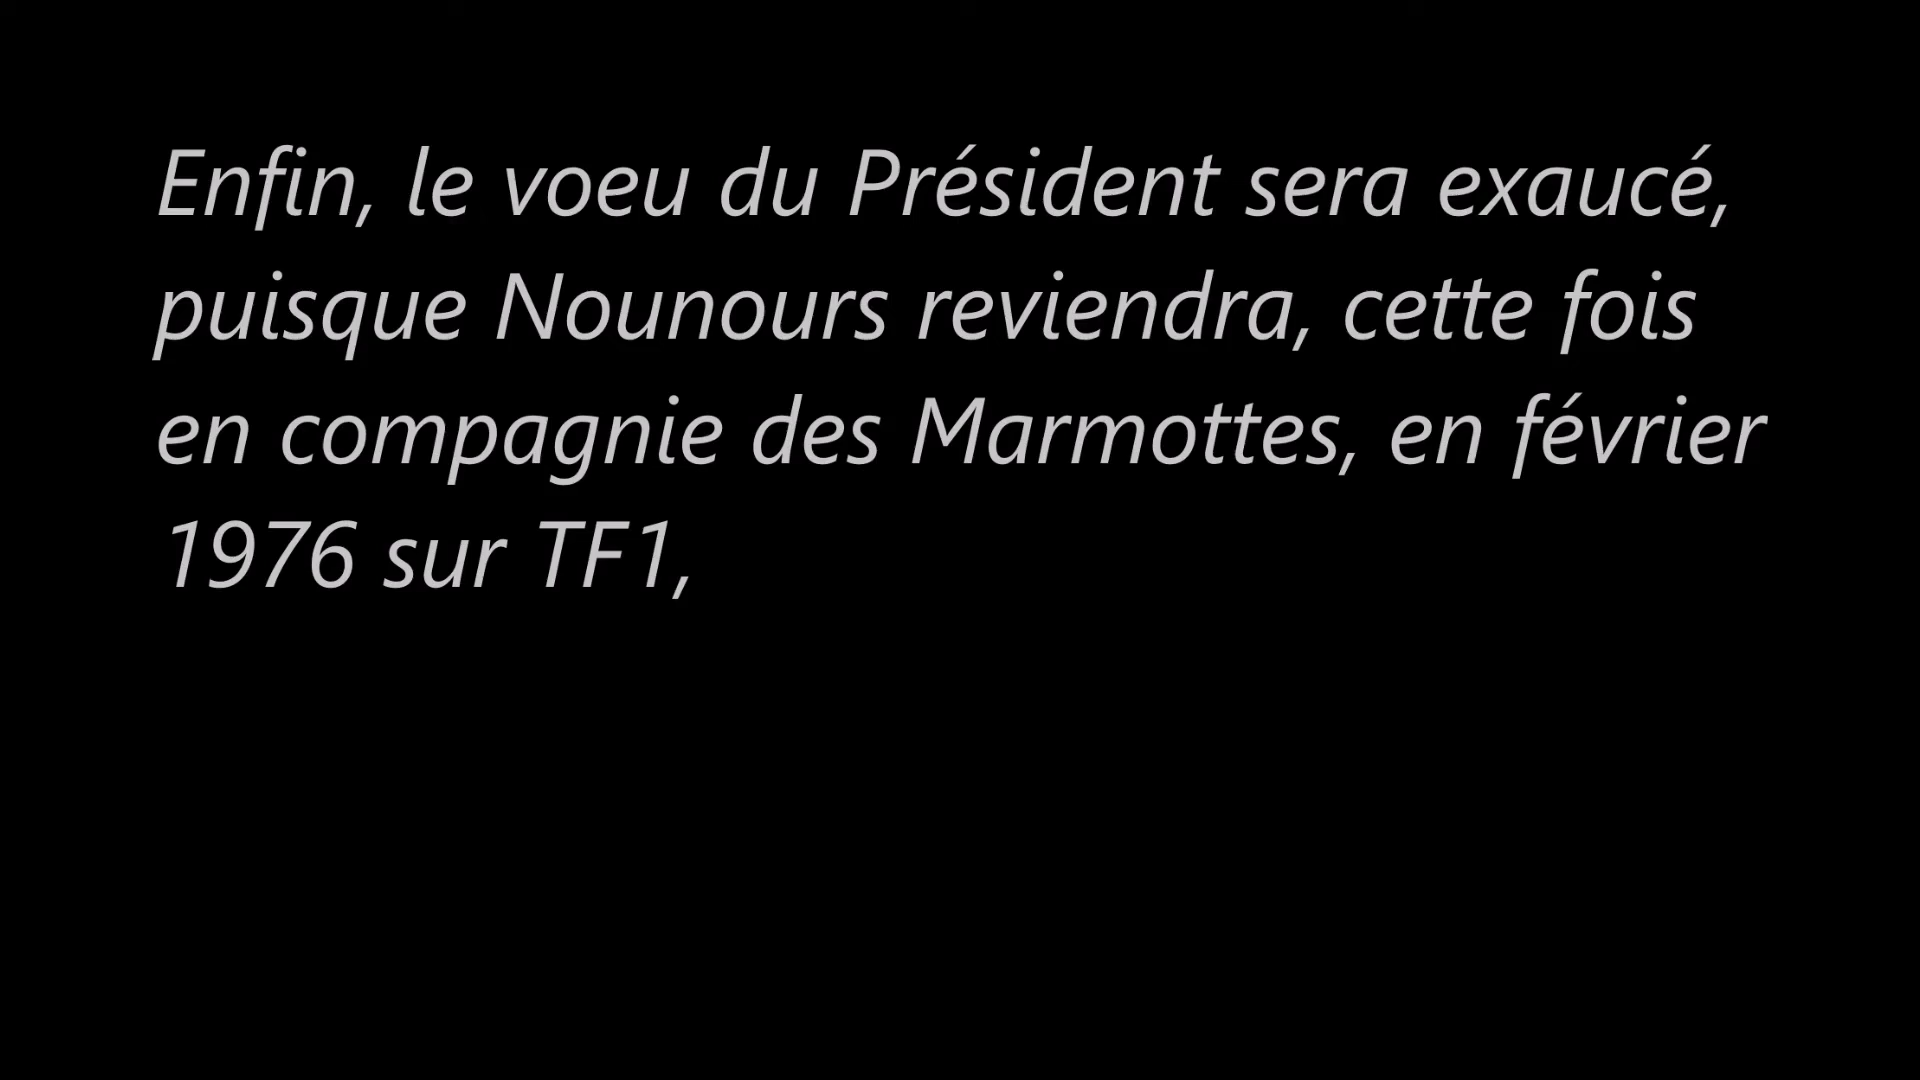 Enfin, le voeu du Président sera exaucé,
puisque Nounours reviendra, cette fois
en compagnie des Marmottes, en février
1976 sur TF1,